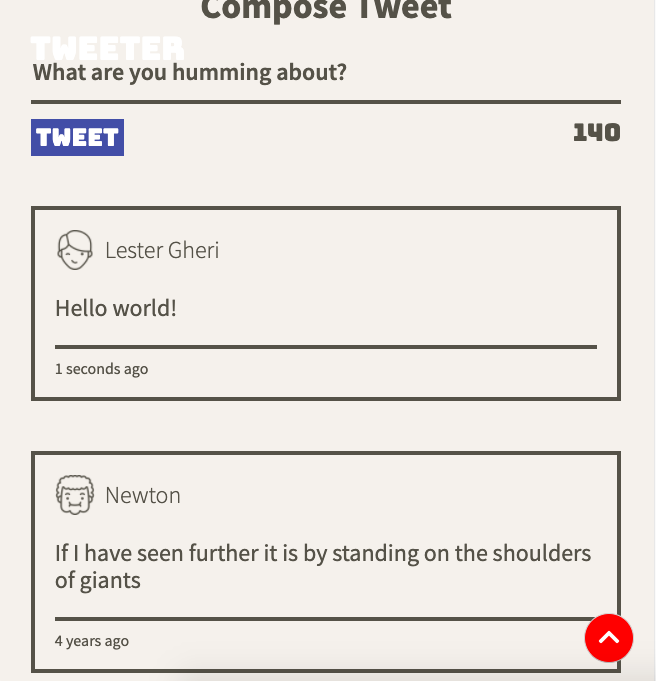 Compose Tweet
TWEETER
What are you humming about?
TWEET
140
Lester Gheri
Hello world!
1 seconds ago
Newton
If I have seen further it is by standing on the shoulders
of giants
4 years ago